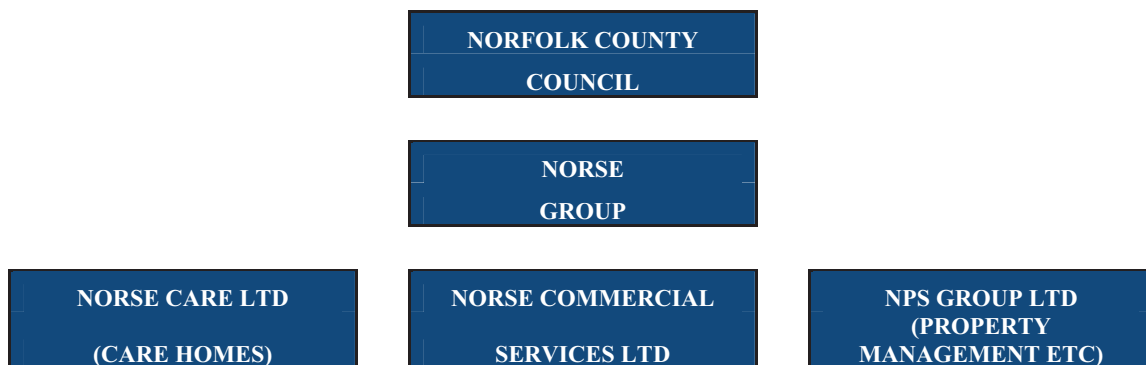 NORFOLK COUNTY
COUNCIL
NORSE
GROUP
NORSE CARE LTD
(CARE HOMES)
NORSE COMMERCIAL
SERVICES LTD
NPS GROUP LTD
(PROPERTY
MANAGEMENT ETC)